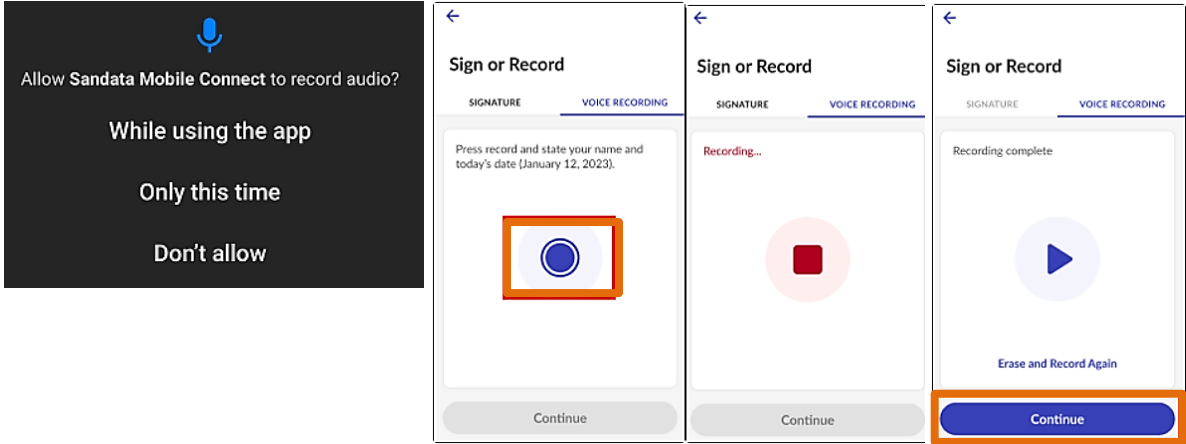 Allow Sandata Mobile Connect to record audio?
While using the app
Only this time
Don’t allow
Sign or Record
SIGNATURE VOICE RECORDING
Press record and state your name and
today's date (January 12, 2023).
Continue
Sign or Record
SIGNATURE VOICE RECORDING
Recording...
Continue
Sign or Record
SIGNATURE VOICE RECORDING
Recording complete
Erase and Record Again
Continue